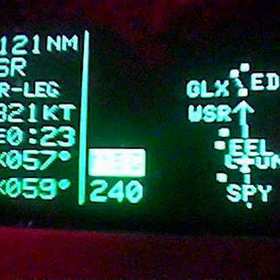 121NM
SR
R-LEG
321KT
E0:23
K057°
K059°
240
GLX
ED
WSR
EEL
SPY